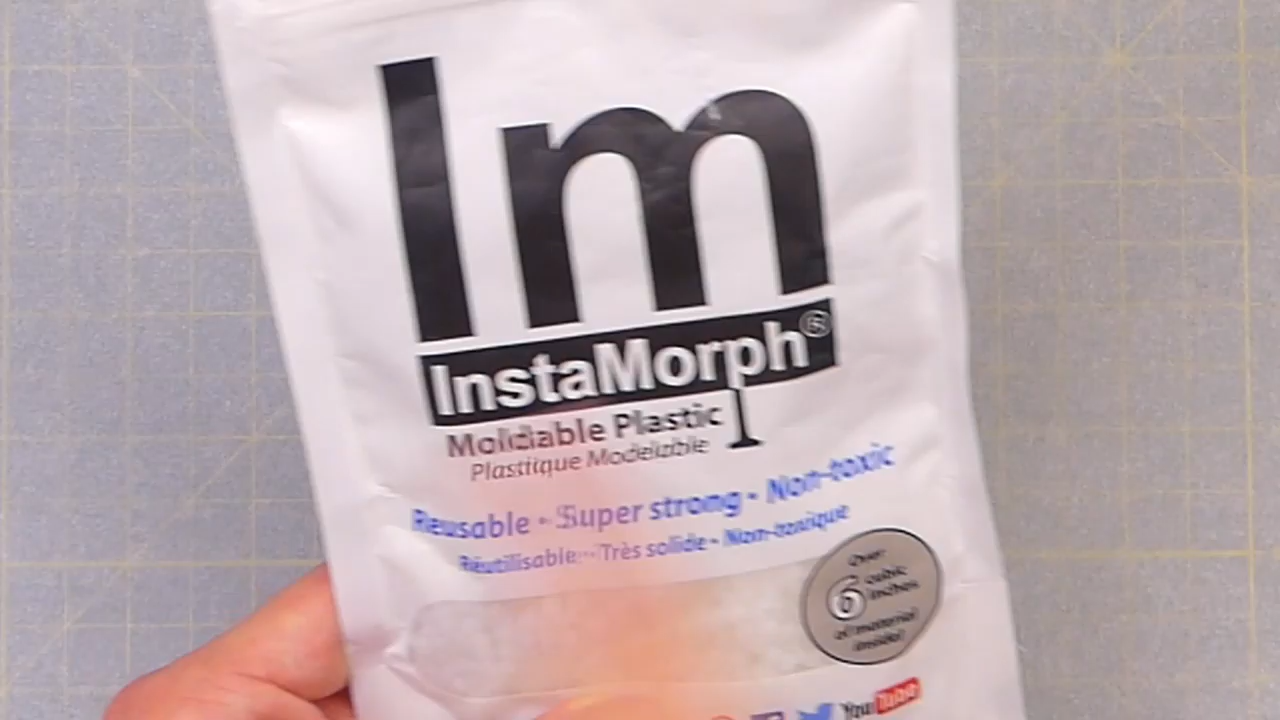 Im
InstaMorph®
Moldable Plastic
Plastique Modelable
Reusable • Super strong • Non-toxic
Réutilisable • Très solide • Non-toxique
Over
6 cubic
inches
of material
inside!
YouTube